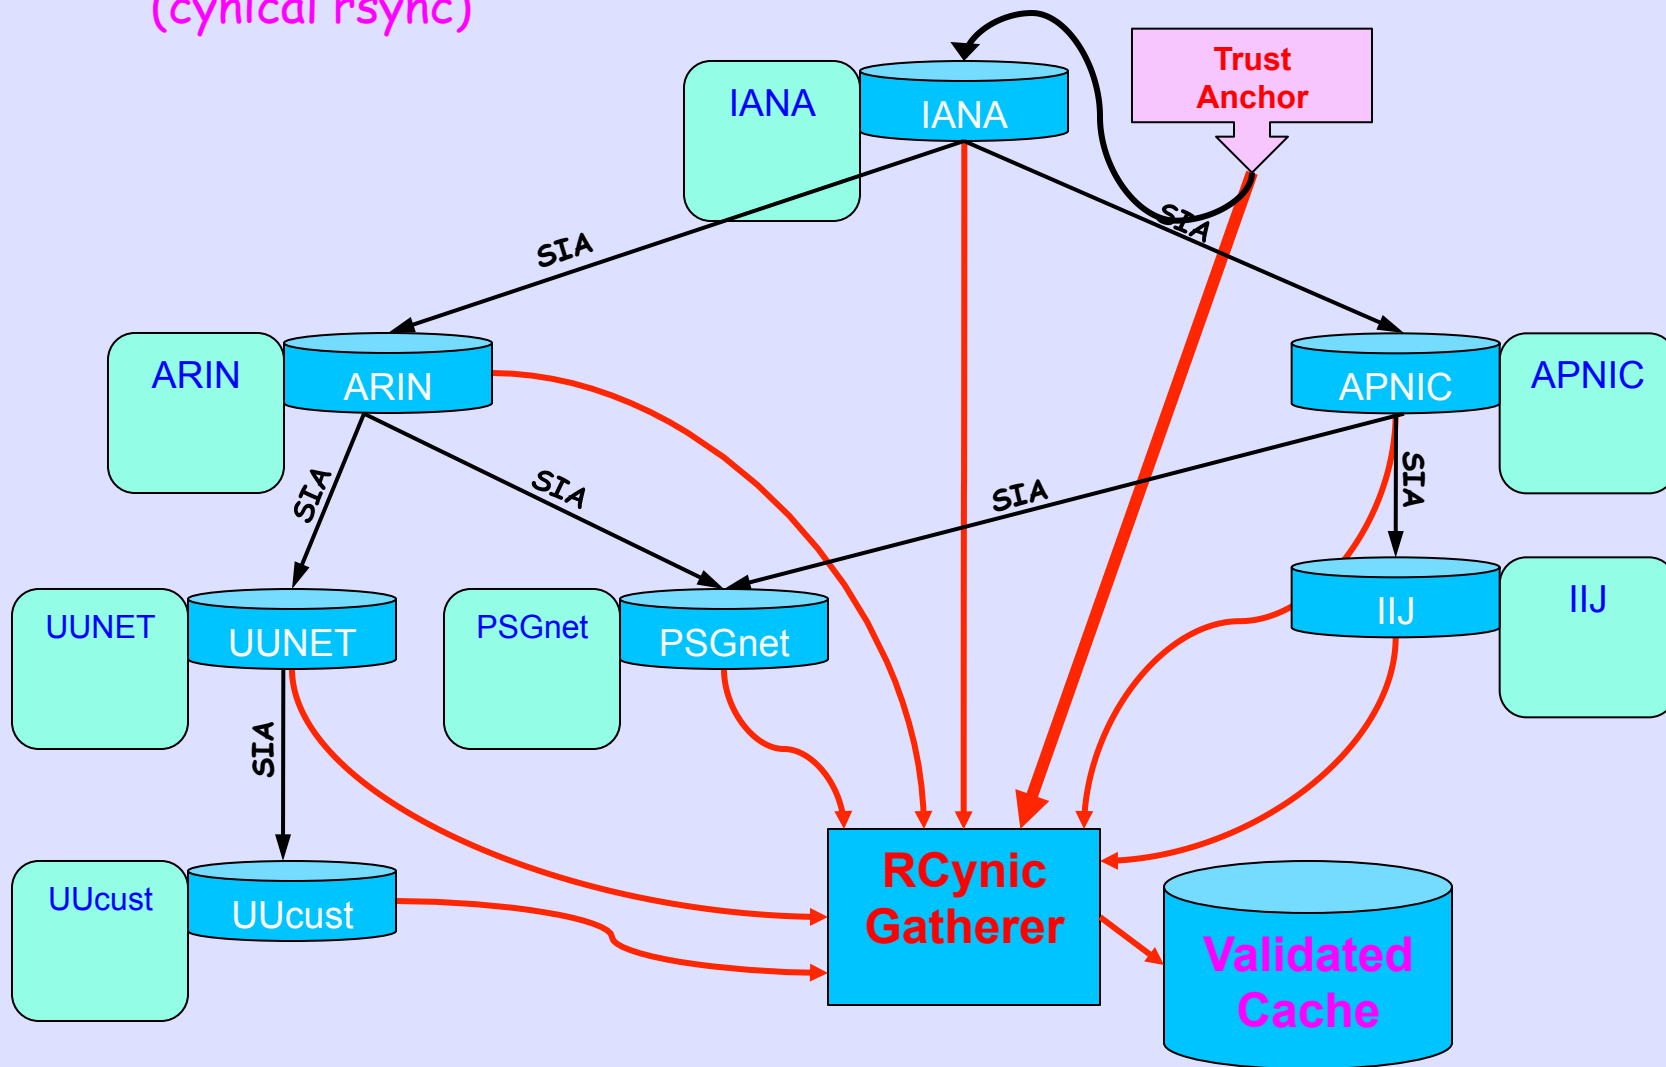 (cynical rsync)
Trust
Anchor
IANA
IANA
SIA
SIA
ARIN
ARIN
APNIC
APNIC
SIA
SIA
SIA
SIA
UUNET
UUNET
PSGnet
PSGnet
IIJ
IIJ
SIA
UUcust
UUcust
RCynic
Gatherer
Validated
Cache